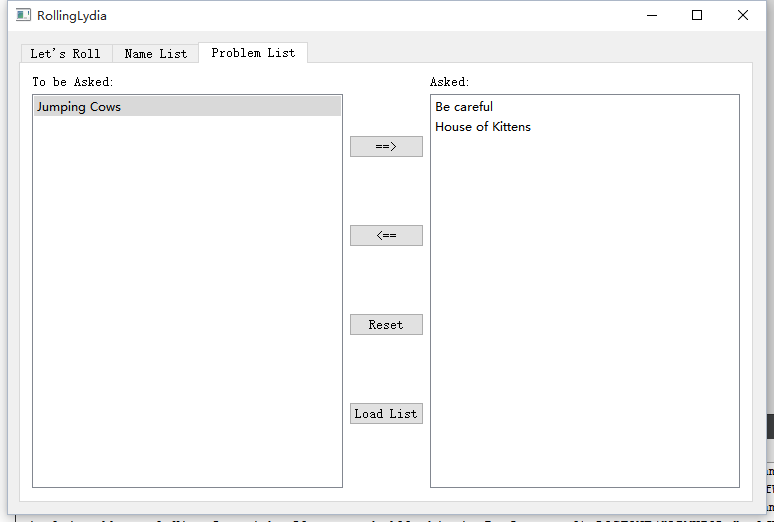 RollingLydia
Let's Roll
Name List
Problem List
To be Asked:
Asked:
Jumping Cows
Be careful
House of Kittens
==>
<==
Reset
Load List